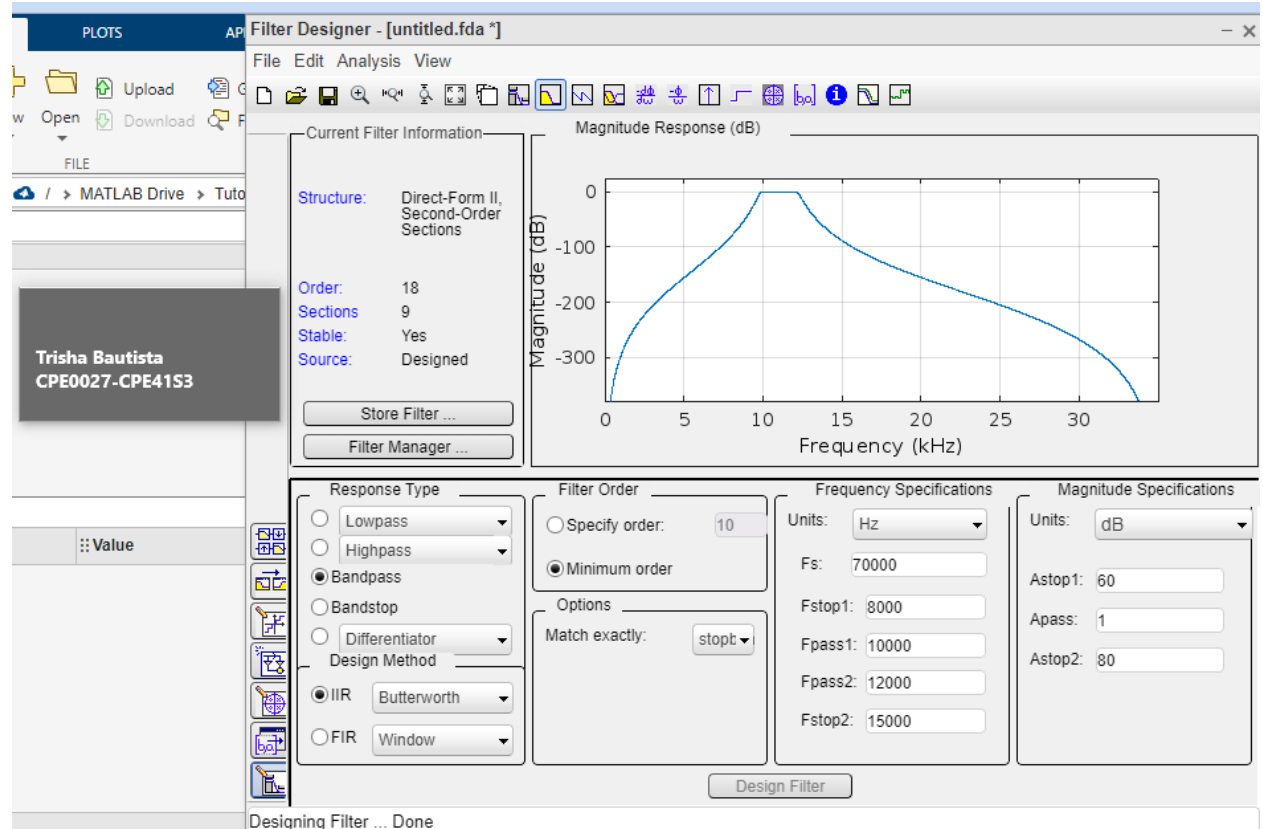 PLOTS
AP
Filter Designer - [untitled.fda *]
File Edit Analysis View
Upload
G
w
Open
Download
F
FILE
/ > MATLAB Drive > Tuto
Current Filter Information
Structure: Direct-Form II,
Second-Order
Sections
Order: 18
Sections 9
Stable: Yes
Source: Designed
Store Filter ...
Filter Manager ...
Trisha Bautista
CPE0027-CPE41S3
Value
Magnitude Response (dB)
Magnitude (dB)
0
-100
-200
-300
0 5 10 15 20 25 30
Frequency (kHz)
Response Type
Lowpass
Highpass
Bandpass
Bandstop
Differentiator
Design Method
IIR Butterworth
FIR Window
Filter Order
Specify order: 10
Minimum order
Options
Match exactly: stopb
Frequency Specifications
Units: Hz
Fs: 70000
Fstop1: 8000
Fpass1: 10000
Fpass2: 12000
Fstop2: 15000
Magnitude Specifications
Units: dB
Astop1: 60
Apass: 1
Astop2: 80
Design Filter
Designing Filter ... Done